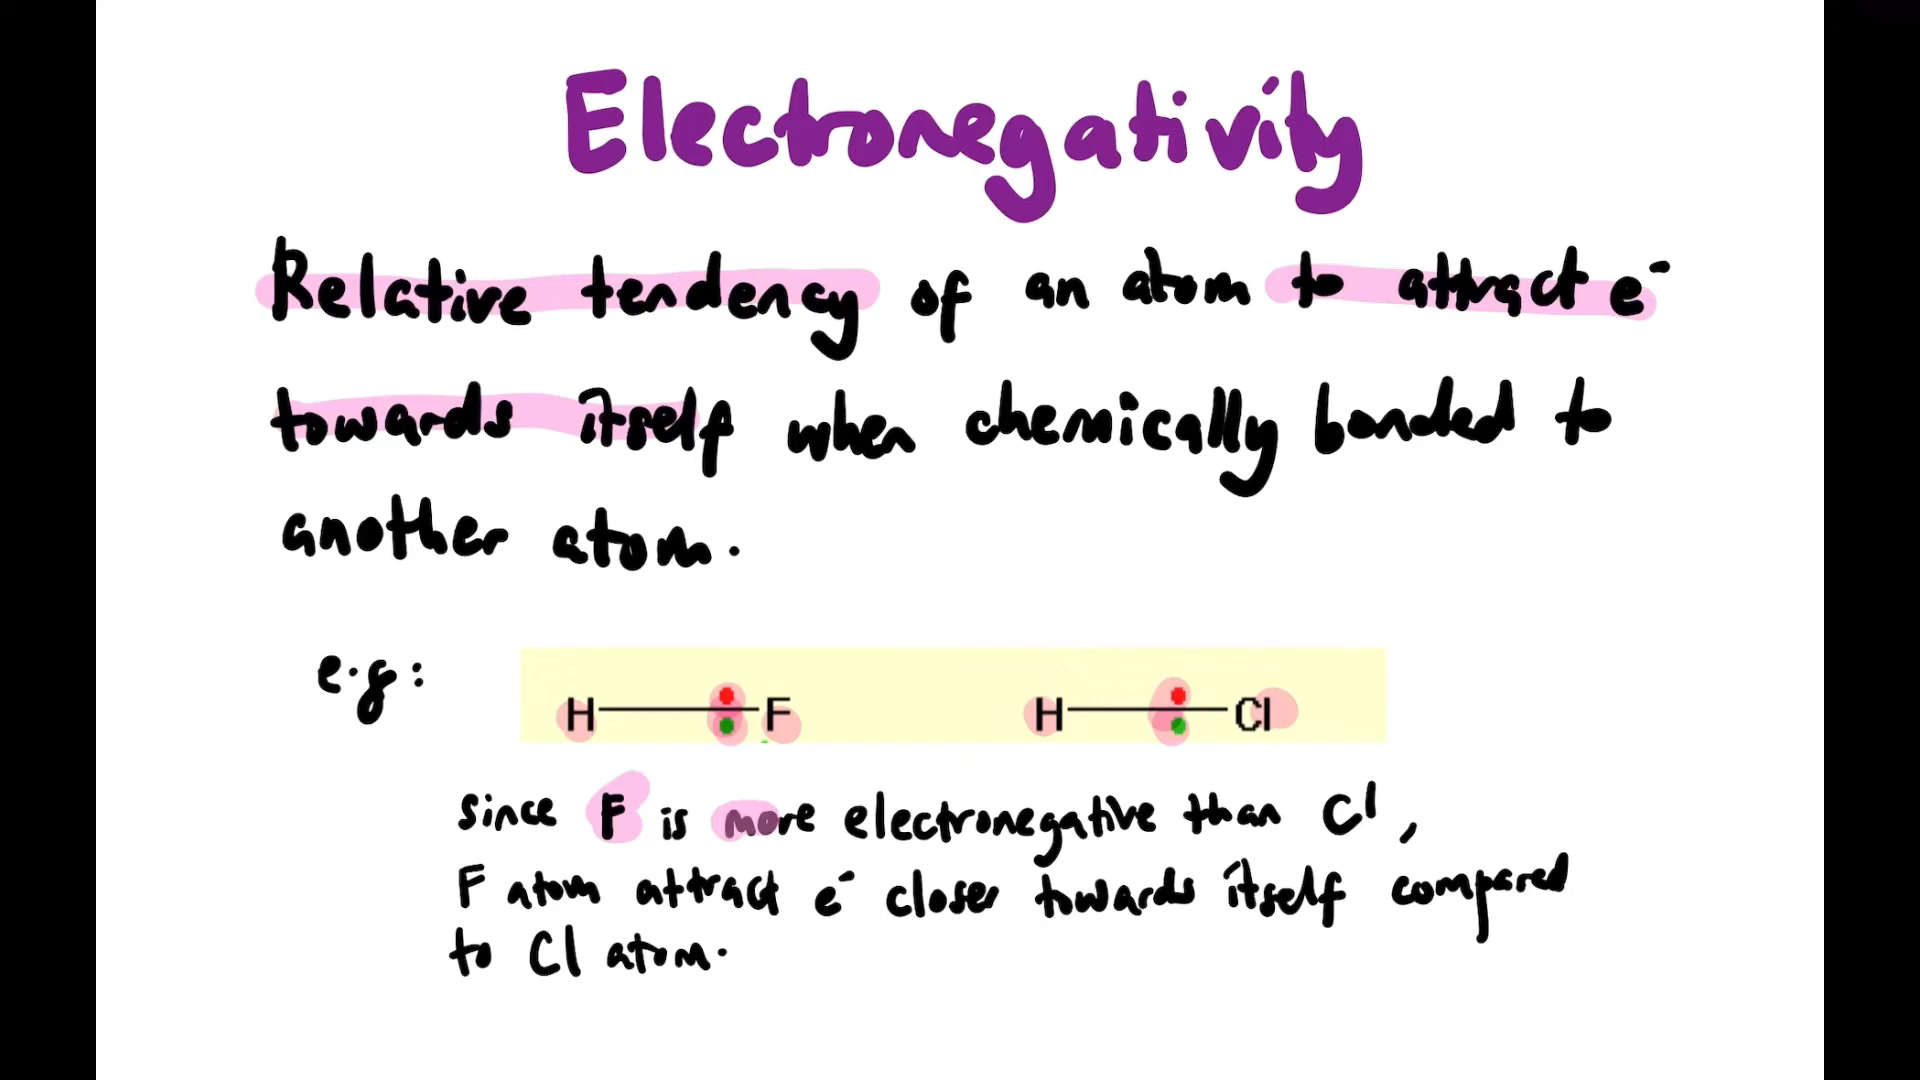 Electronegativity
Relative tendency of an atom to attract e⁻
towards itself when chemically bonded to
another atom.
e.g:
H F H Cl
since F is more electronegative than Cl,
F atom attract e⁻ closer towards itself compared
to Cl atom.